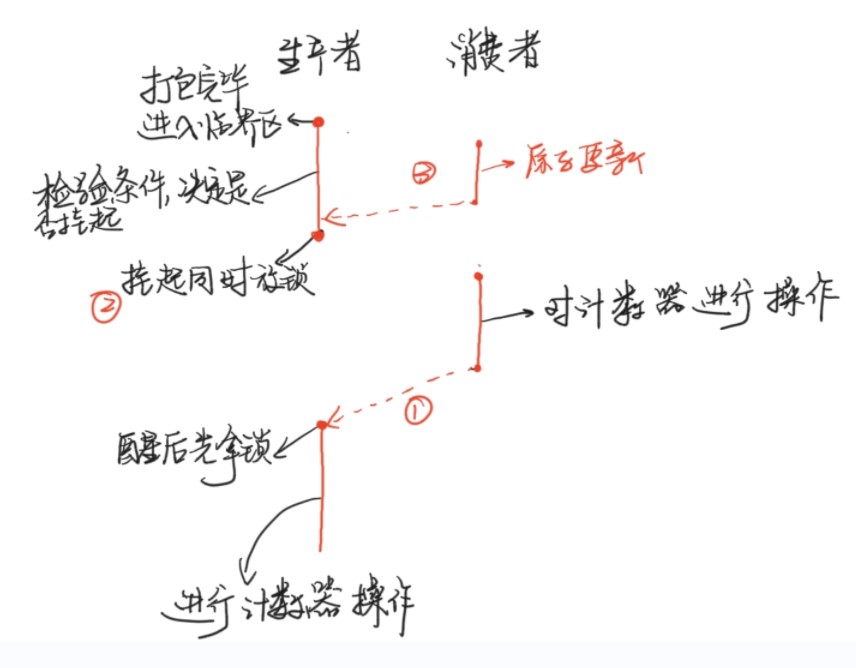 生产者
消费者
打包完毕
进入临界区
检验条件,决定是
否挂起
③
原子更新
挂起同时放锁
②
对计数器进行操作
①
醒后先拿锁
进行计数器操作